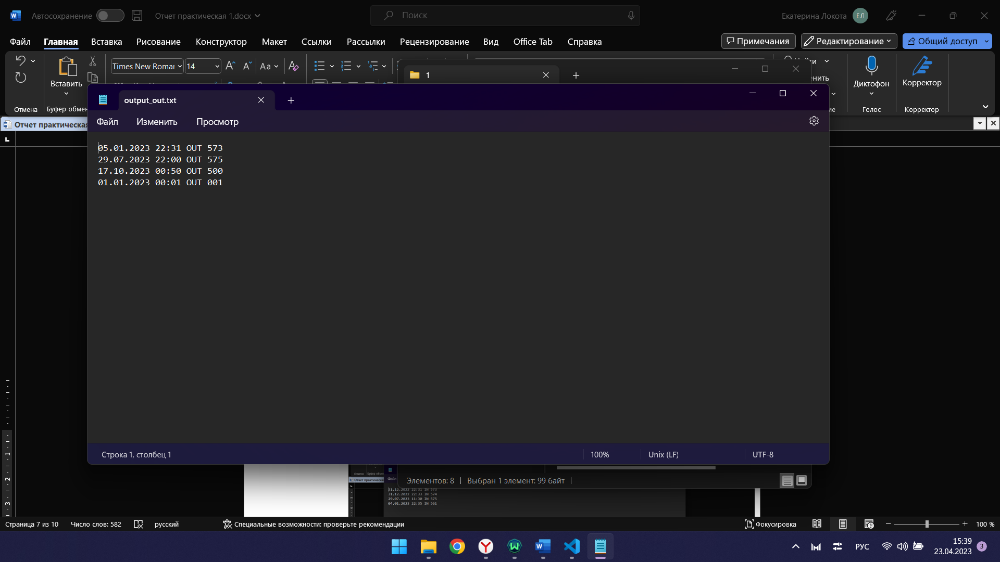 Автосохранение
Отчет практическая 1.docx
Поиск
Екатерина Локота
ЕЛ
Файл Главная Вставка Рисование Конструктор Макет Ссылки Рассылки Рецензирование Вид Office Tab Справка
Примечания
Редактирование
Общий доступ
Times New Roman
14
Aa
Вставить
Диктофон
Корректор
Отмена
Голос
Корректор
1
output_out.txt
Отчет практическая
Файл Изменить Просмотр
05.01.2023 22:31 OUT 573
29.07.2023 22:00 OUT 575
17.10.2023 00:50 OUT 500
01.01.2023 00:01 OUT 001
Строка 1, столбец 1
100%
Unix (LF)
UTF-8
Элементов: 8
Выбран 1 элемент: 99 байт
31.12.2022 22:31 IN 573
31.12.2022 22:33 IN 574
29.07.2023 11:30 IN 575
04.01.2023 22:35 IN 561
1
2
3
Страница 7 из 10
Число слов: 582
русский
Специальные возможности: проверьте рекомендации
Фокусировка
100 %
РУС
15:39
23.04.2023
3